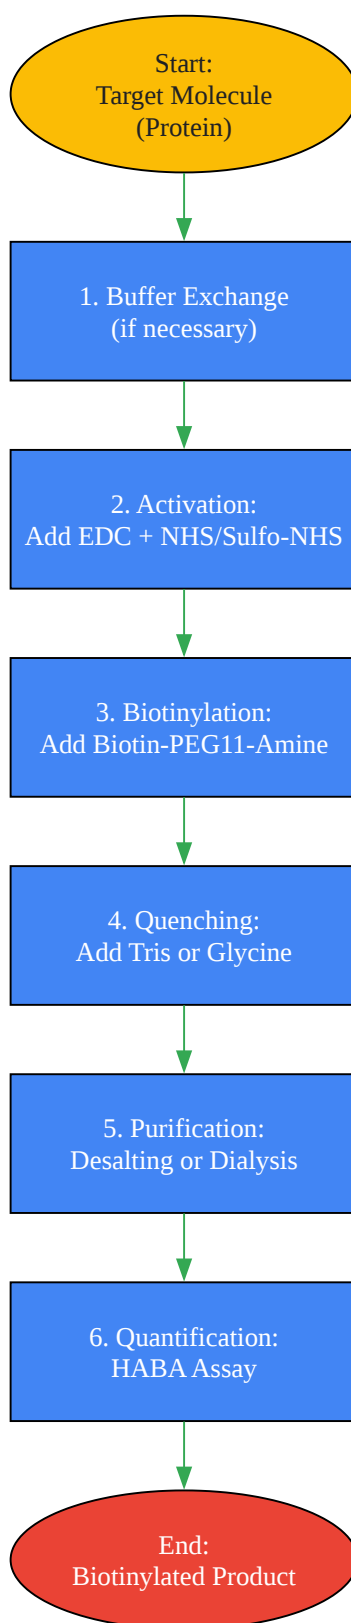 Start:
Target Molecule
(Protein)
1. Buffer Exchange
(if necessary)
2. Activation:
Add EDC + NHS/Sulfo-NHS
3. Biotinylation:
Add Biotin-PEG11-Amine
4. Quenching:
Add Tris or Glycine
5. Purification:
Desalting or Dialysis
6. Quantification:
HABA Assay
End:
Biotinylated Product